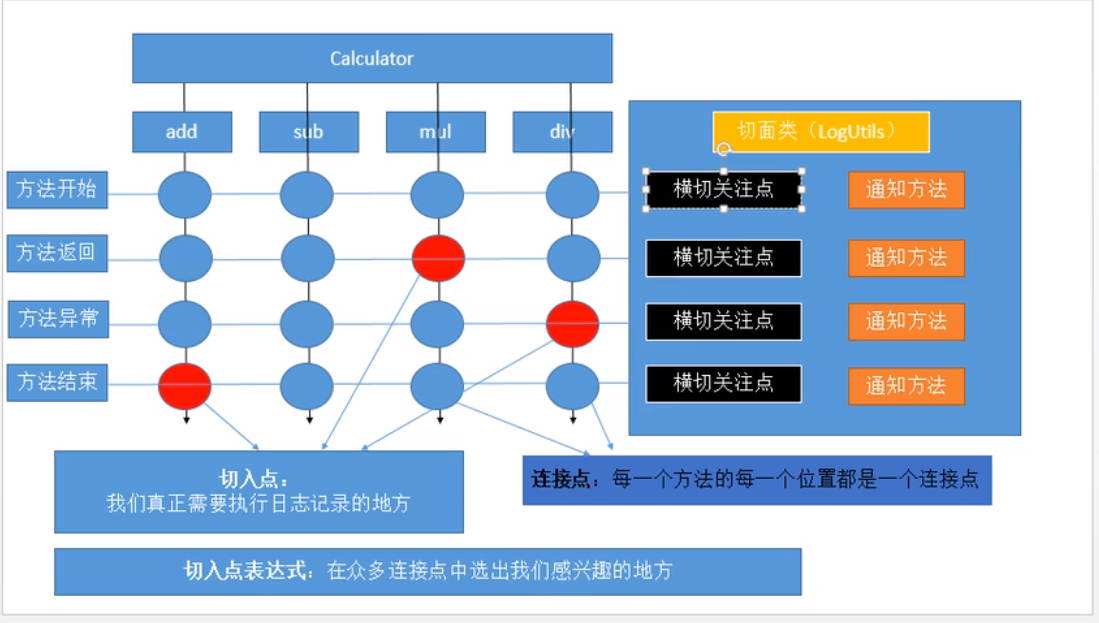 Calculator
add
sub
mul
div
切面类（LogUtils）
方法开始
横切关注点
通知方法
方法返回
横切关注点
通知方法
方法异常
横切关注点
通知方法
方法结束
横切关注点
通知方法
切入点：
我们真正需要执行日志记录的地方
连接点：每一个方法的每一个位置都是一个连接点
切入点表达式：在众多连接点中选出我们感兴趣的地方